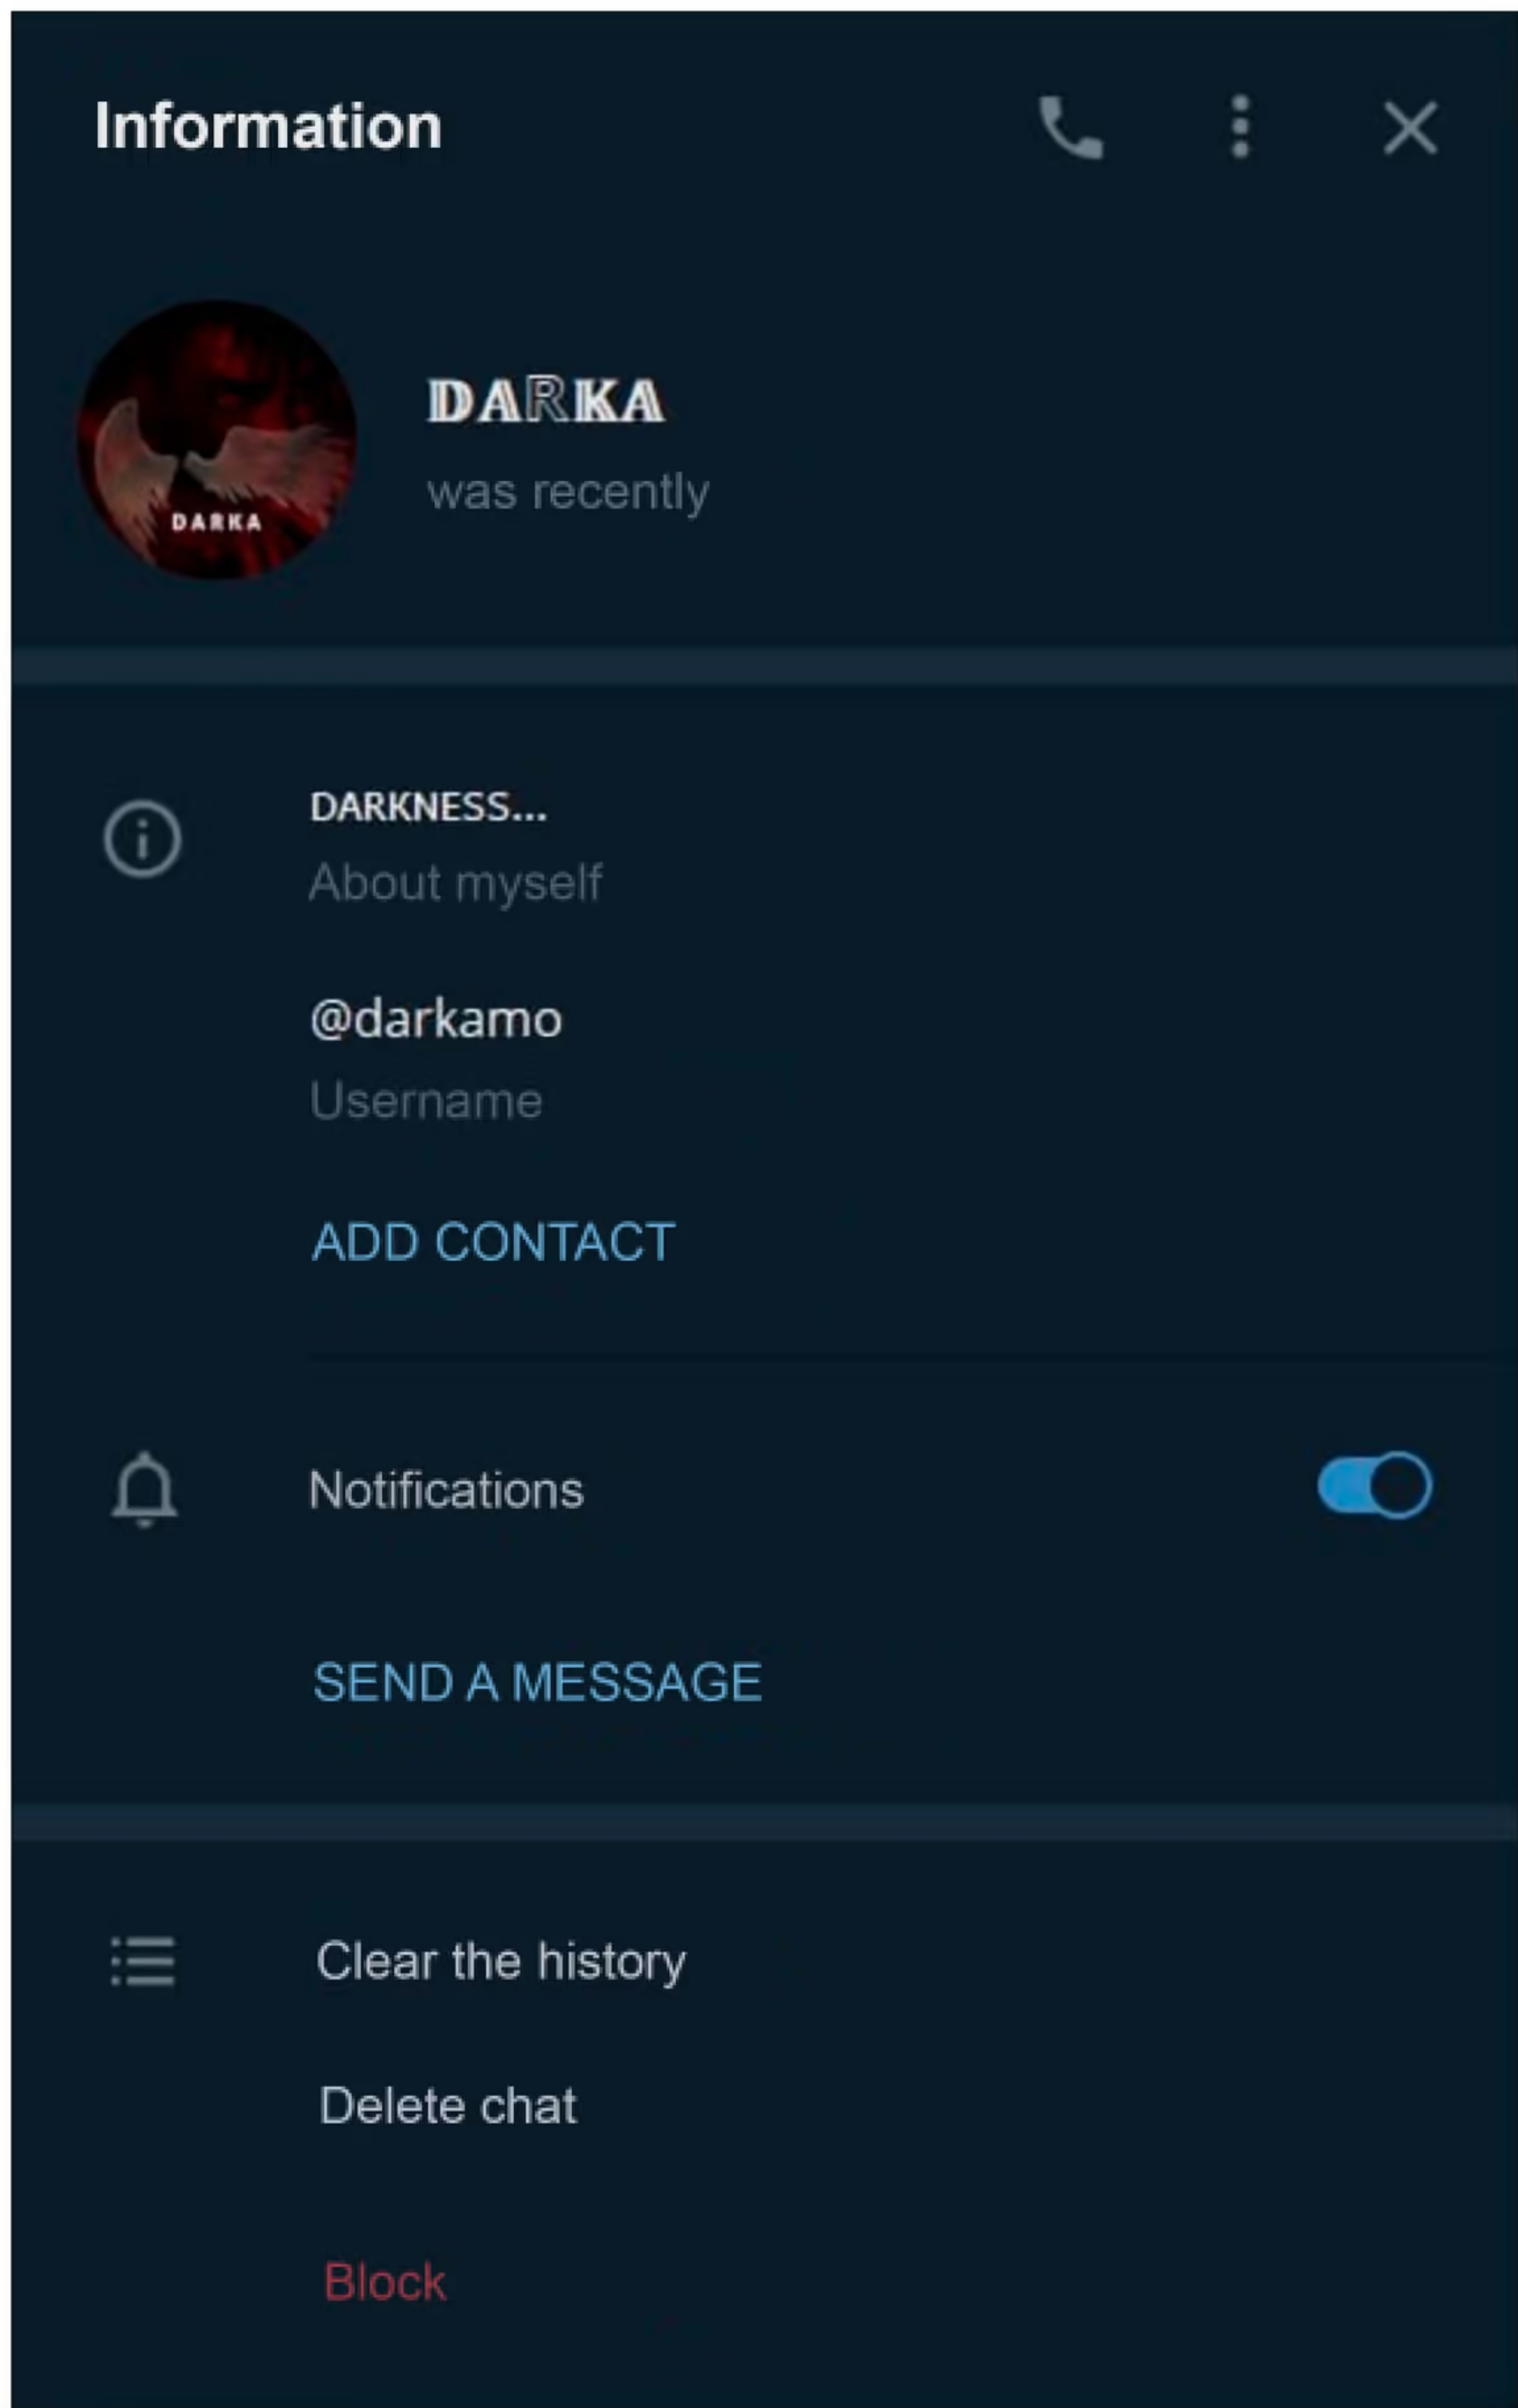 Information
𝔻𝔸ℝ𝕂𝔸
was recently
DARKA
DARKNESS...
About myself
@darkamo
Username
ADD CONTACT
Notifications
SEND A MESSAGE
Clear the history
Delete chat
Block